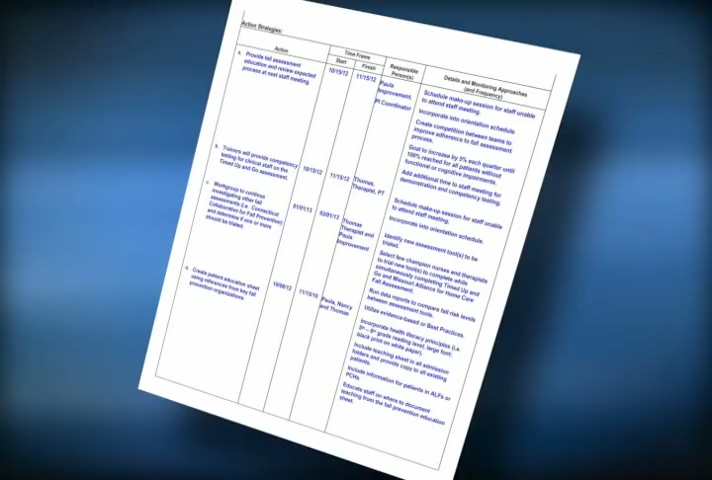 Action Strategies:
Action
Time Frame
Start
Finish
Responsible
Person(s)
Details and Monitoring Approaches
(and Frequency)
a. Provide fall assessment
education and review expected
process at next staff meeting.
10/15/12
11/15/12
Paula
Improvement,
PI Coordinator
Schedule make-up session for staff unable
to attend staff meeting.
Incorporate into orientation schedule.
Create competition between teams to
improve adherence to fall assessment
process.
Goal to increase by 5% each quarter until
100% reached for all patients without
functional or cognitive impairments.
Add additional time to staff meeting for
demonstration and competency testing.
b. Trainers will provide competency
testing for clinical staff on the
Timed Up and Go assessment.
10/15/12
11/15/12
Thomas,
Therapist, PT
Schedule make-up session for staff unable
to attend staff meeting.
Incorporate into orientation schedule.
c. Workgroup to continue
investigating other fall
assessments (i.e. Connecticut
Collaborative for Fall Prevention)
and determine if one or more
should be trialed.
01/01/13
03/01/13
Thomas
Therapist and
Paula
Improvement
Identify new assessment tool(s) to be
trialed.
Select few champion nurses and therapists
to trial new tool(s) to complete while
simultaneously completing Timed Up and
Go and Missouri Alliance for Home Care
Fall Assessment.
Run data reports to compare fall risk levels
between assessment tools.
Utilize evidence-based or Best Practices.
d. Create patient education sheet
using references from key fall
prevention organizations.
Paula, Nancy
and Thomas
Incorporate health literacy principles (i.e.
grade reading level; large font;
black print on white paper).
Include teaching sheet in all admission
folders and provide copy to all existing
patients.
Include information for patients in ALFs or
PCHs.
Educate staff on where to document
teaching from the fall prevention education
sheet.